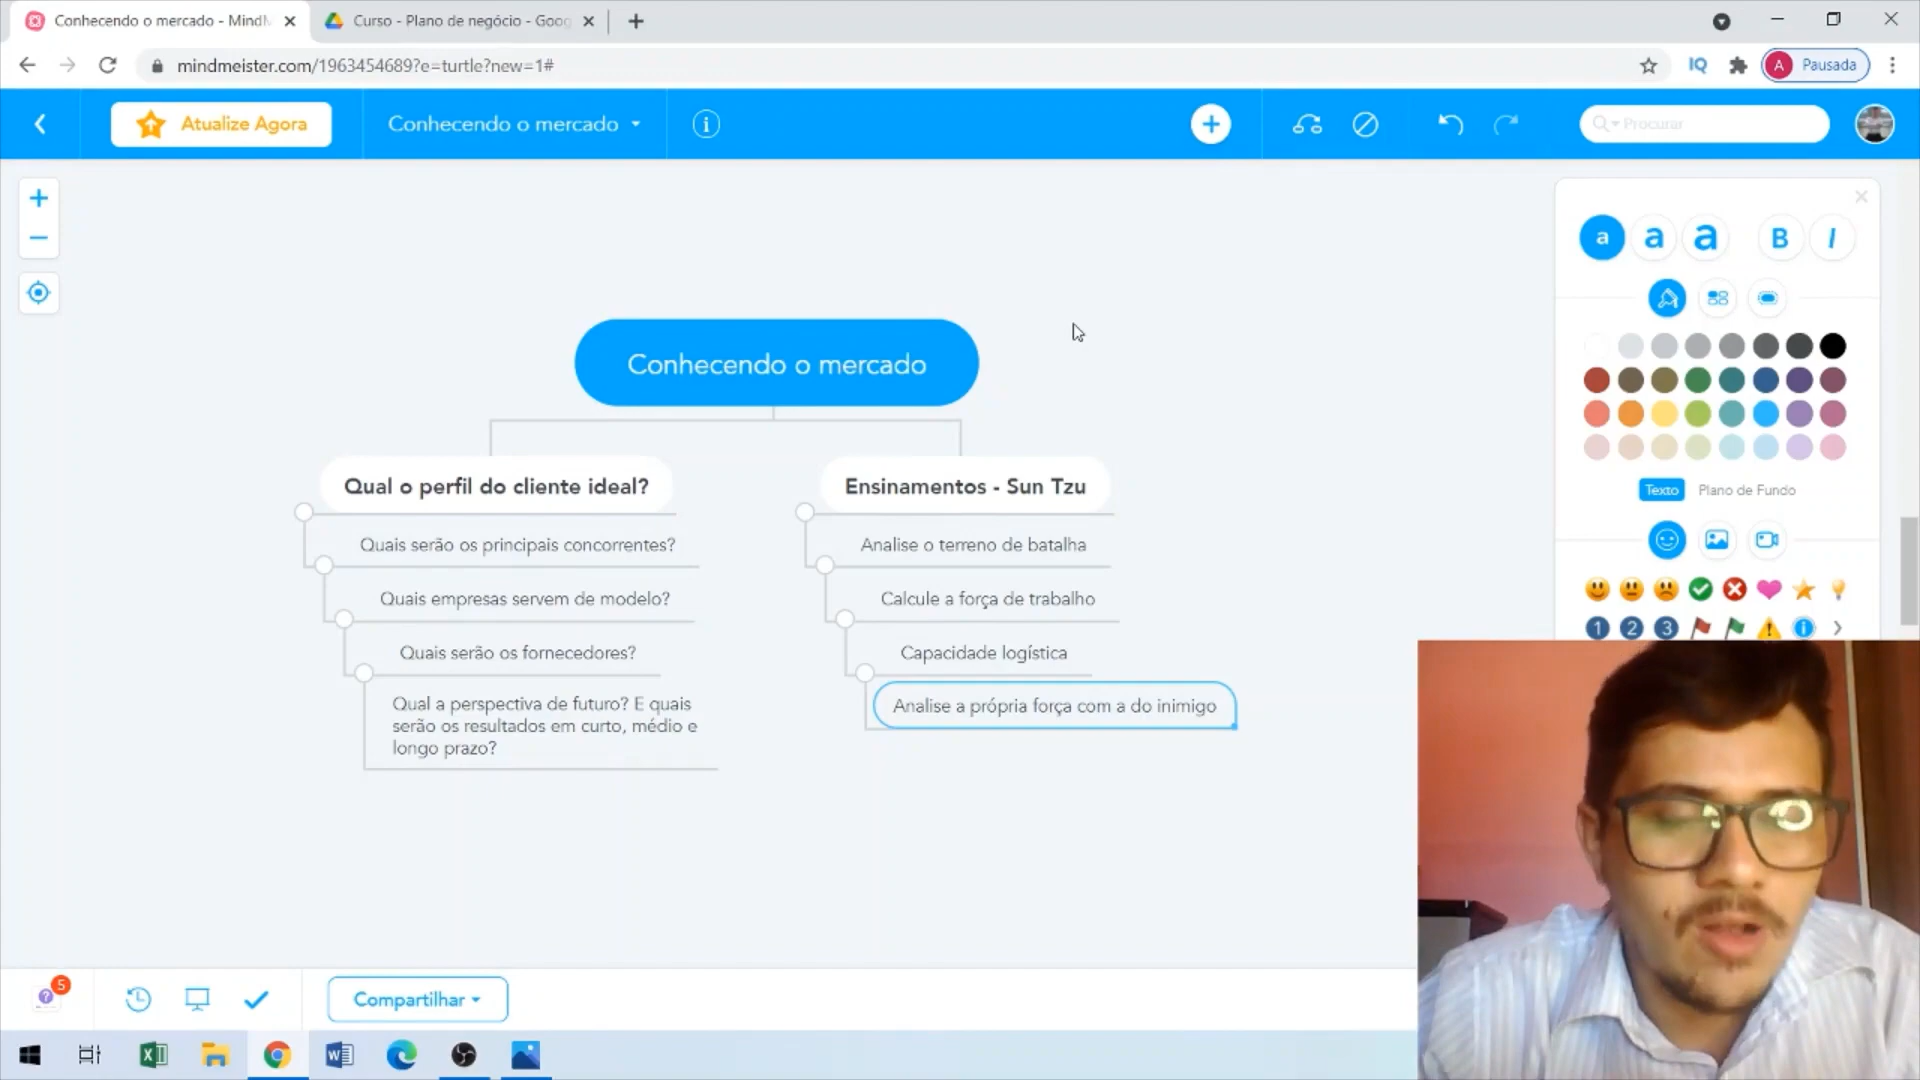 Conhecendo o mercado - MindM
Curso - Plano de negócio - Goog
mindmeister.com/1963454689?e=turtle?new=1#
IQ
A
Pausada
Atualize Agora
Conhecendo o mercado
Procurar
a a a B I
Conhecendo o mercado
Qual o perfil do cliente ideal?
Quais serão os principais concorrentes?
Quais empresas servem de modelo?
Quais serão os fornecedores?
Qual a perspectiva de futuro? E quais
serão os resultados em curto, médio e
longo prazo?
Ensinamentos - Sun Tzu
Analise o terreno de batalha
Calcule a força de trabalho
Capacidade logística
Analise a própria força com a do inimigo
Texto
Plano de Fundo
1 2 3
5
Compartilhar